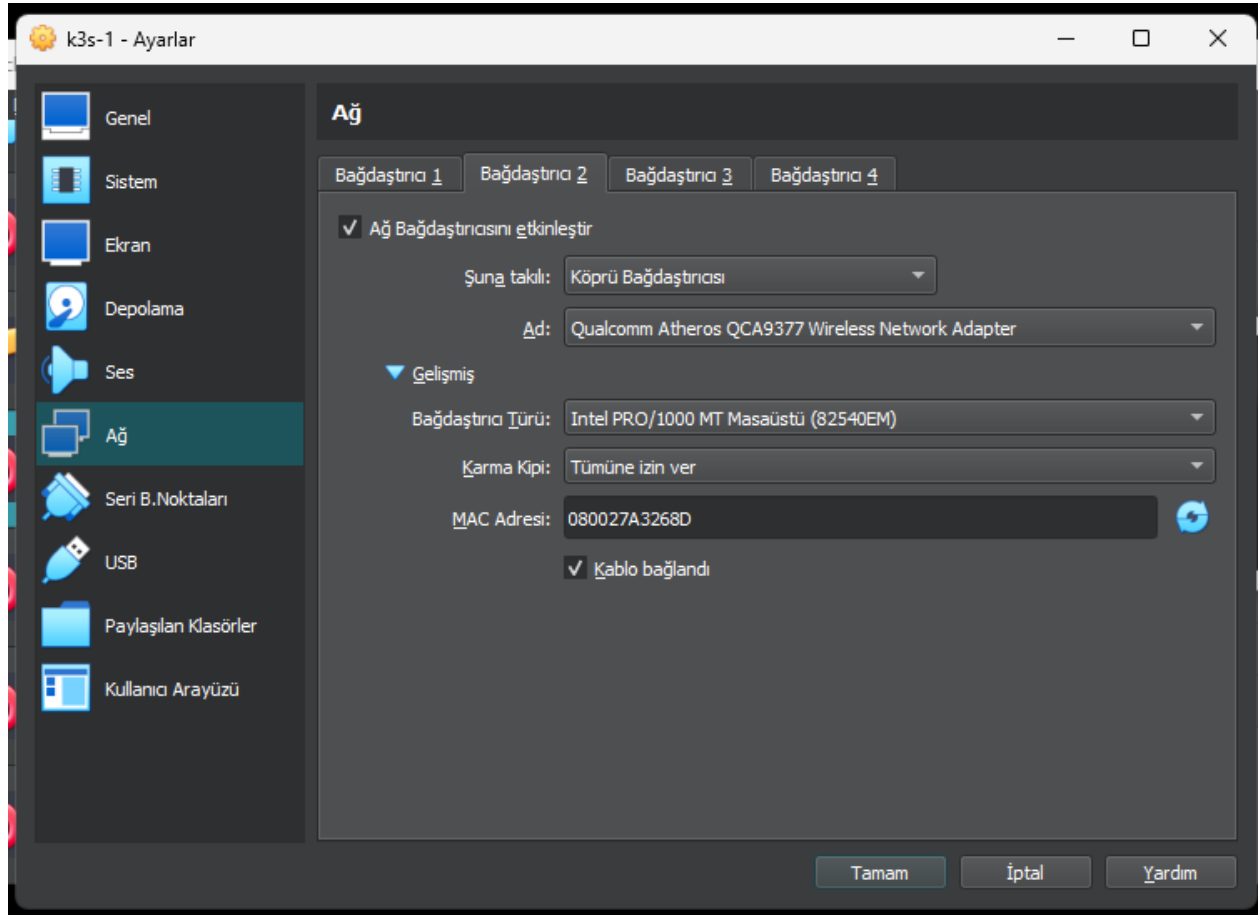 k3s-1 - Ayarlar
Genel
Sistem
Ekran
Depolama
Ses
Ağ
Seri B.Noktaları
USB
Paylaşılan Klasörler
Kullanıcı Arayüzü
Ağ
Bağdaştırıcı 1 Bağdaştırıcı 2 Bağdaştırıcı 3 Bağdaştırıcı 4
Ağ Bağdaştırıcısını etkinleştir
Şuna takılı: Köprü Bağdaştırıcısı
Ad: Qualcomm Atheros QCA9377 Wireless Network Adapter
Gelişmiş
Bağdaştırıcı Türü: Intel PRO/1000 MT Masaüstü (82540EM)
Karma Kipi: Tümüne izin ver
MAC Adresi: 080027A3268D
Kablo bağlandı
Tamam İptal Yardım